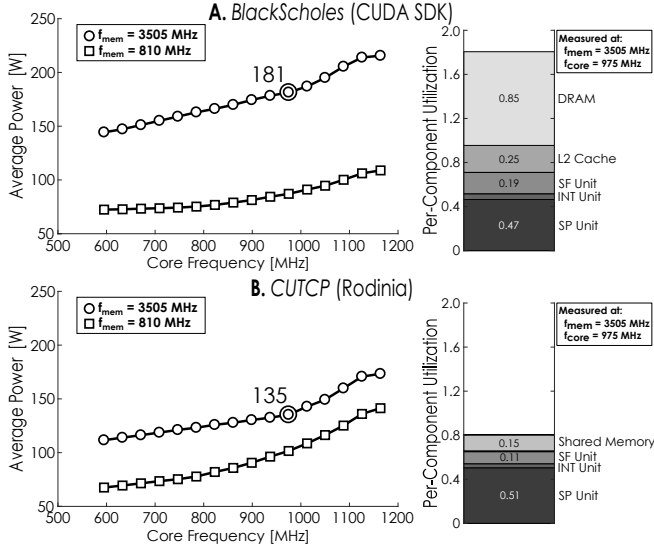 A. BlackScholes (CUDA SDK)
Average Power [W]
250
200
150
100
50
f_mem = 3505 MHz
f_mem = 810 MHz
181
500 600 700 800 900 1000 1100 1200
Core Frequency [MHz]
Per-Component Utilization
2.0
1.6
1.2
0.8
0.4
0
Measured at:
f_mem = 3505 MHz
f_core = 975 MHz
0.85 DRAM
0.25 L2 Cache
0.19 SF Unit
INT Unit
0.47 SP Unit
B. CUTCP (Rodinia)
Average Power [W]
250
200
150
100
50
f_mem = 3505 MHz
f_mem = 810 MHz
135
500 600 700 800 900 1000 1100 1200
Core Frequency [MHz]
Per-Component Utilization
2.0
1.6
1.2
0.8
0.4
0
Measured at:
f_mem = 3505 MHz
f_core = 975 MHz
0.15 Shared Memory
0.11 SF Unit
INT Unit
0.51 SP Unit